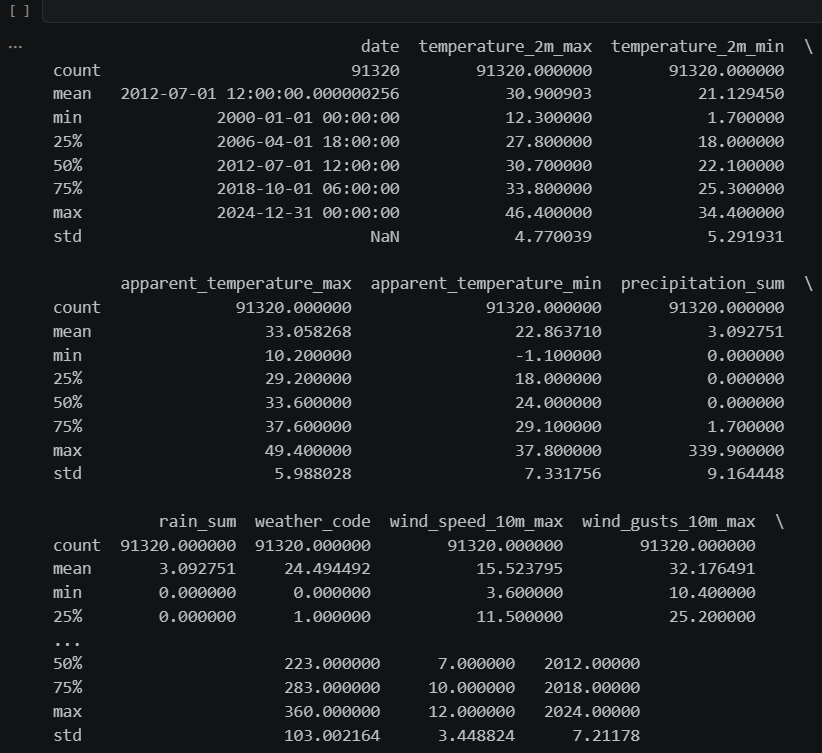 [ ]
...
date temperature_2m_max temperature_2m_min \
count 91320 91320.000000 91320.000000
mean 2012-07-01 12:00:00.000000256 30.900903 21.129450
min 2000-01-01 00:00:00 12.300000 1.700000
25% 2006-04-01 18:00:00 27.800000 18.000000
50% 2012-07-01 12:00:00 30.700000 22.100000
75% 2018-10-01 06:00:00 33.800000 25.300000
max 2024-12-31 00:00:00 46.400000 34.400000
std NaN 4.770039 5.291931
apparent_temperature_max apparent_temperature_min precipitation_sum \
count 91320.000000 91320.000000 91320.000000
mean 33.058268 22.863710 3.092751
min 10.200000 -1.100000 0.000000
25% 29.200000 18.000000 0.000000
50% 33.600000 24.000000 0.000000
75% 37.600000 29.100000 1.700000
max 49.400000 37.800000 339.900000
std 5.988028 7.331756 9.164448
rain_sum weather_code wind_speed_10m_max wind_gusts_10m_max \
count 91320.000000 91320.000000 91320.000000 91320.000000
mean 3.092751 24.494492 15.523795 32.176491
min 0.000000 0.000000 3.600000 10.400000
25% 0.000000 1.000000 11.500000 25.200000
...
50% 223.000000 7.000000 2012.00000
75% 283.000000 10.000000 2018.00000
max 360.000000 12.000000 2024.00000
std 103.002164 3.448824 7.21178